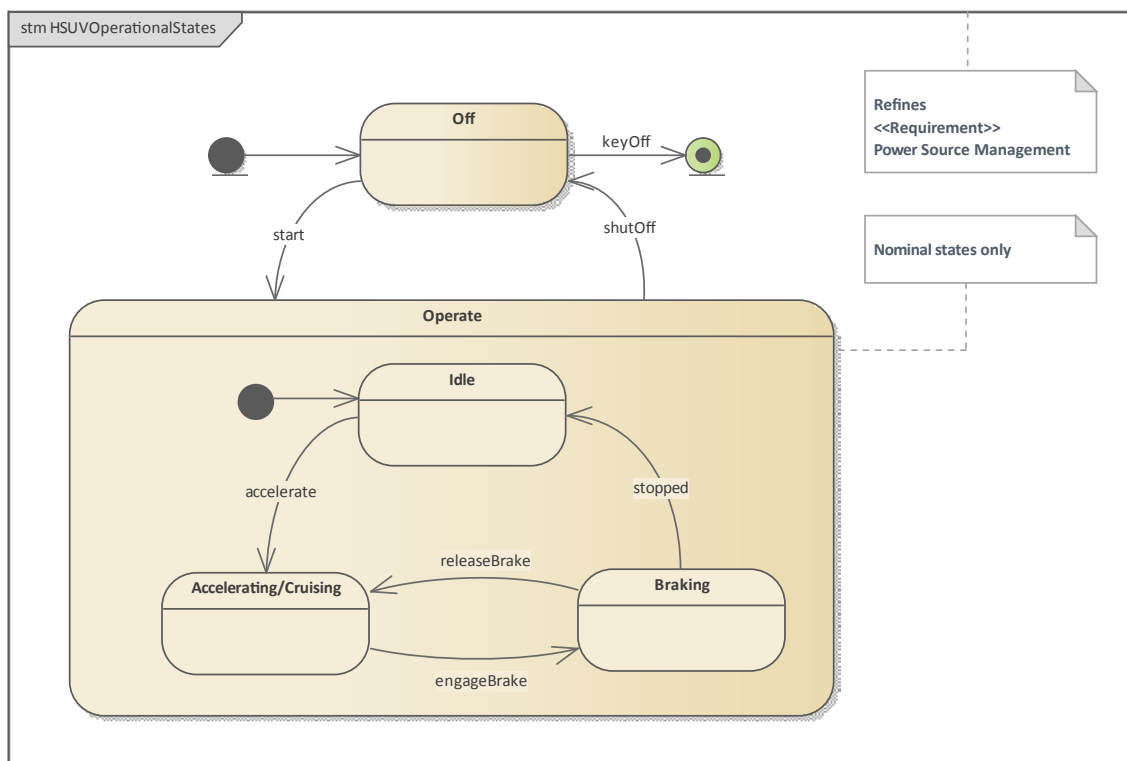 stm HSUVOperationalStates
Refines
<<Requirement>>
Power Source Management
Off
keyOff
start
shutOff
Nominal states only
Operate
Idle
accelerate
stopped
releaseBrake
Accelerating/Cruising
Braking
engageBrake